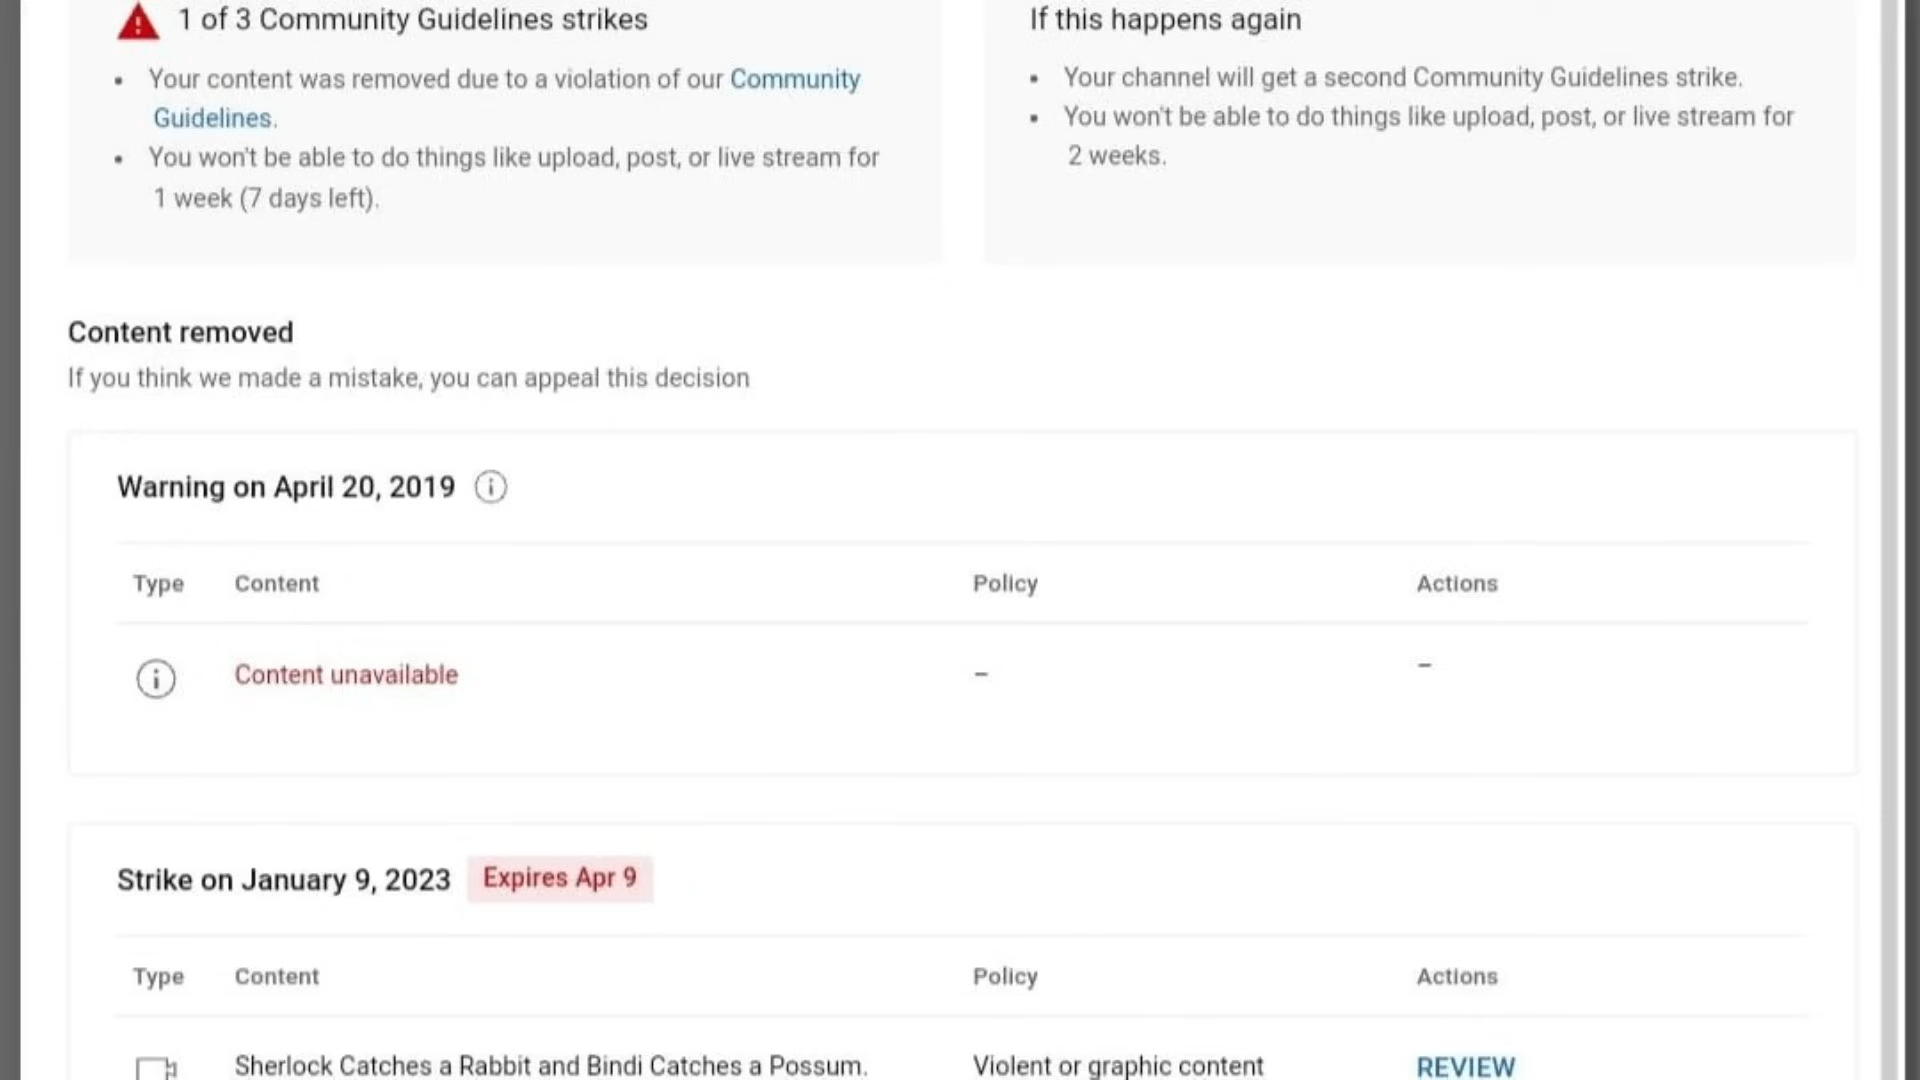 1 of 3 Community Guidelines strikes
Your content was removed due to a violation of our Community
Guidelines.
You won't be able to do things like upload, post, or live stream for
1 week (7 days left).
If this happens again
Your channel will get a second Community Guidelines strike.
You won't be able to do things like upload, post, or live stream for
2 weeks.
Content removed
If you think we made a mistake, you can appeal this decision
Warning on April 20, 2019
Type Content Policy Actions
Content unavailable – –
Strike on January 9, 2023 Expires Apr 9
Type Content Policy Actions
Sherlock Catches a Rabbit and Bindi Catches a Possum. Violent or graphic content REVIEW